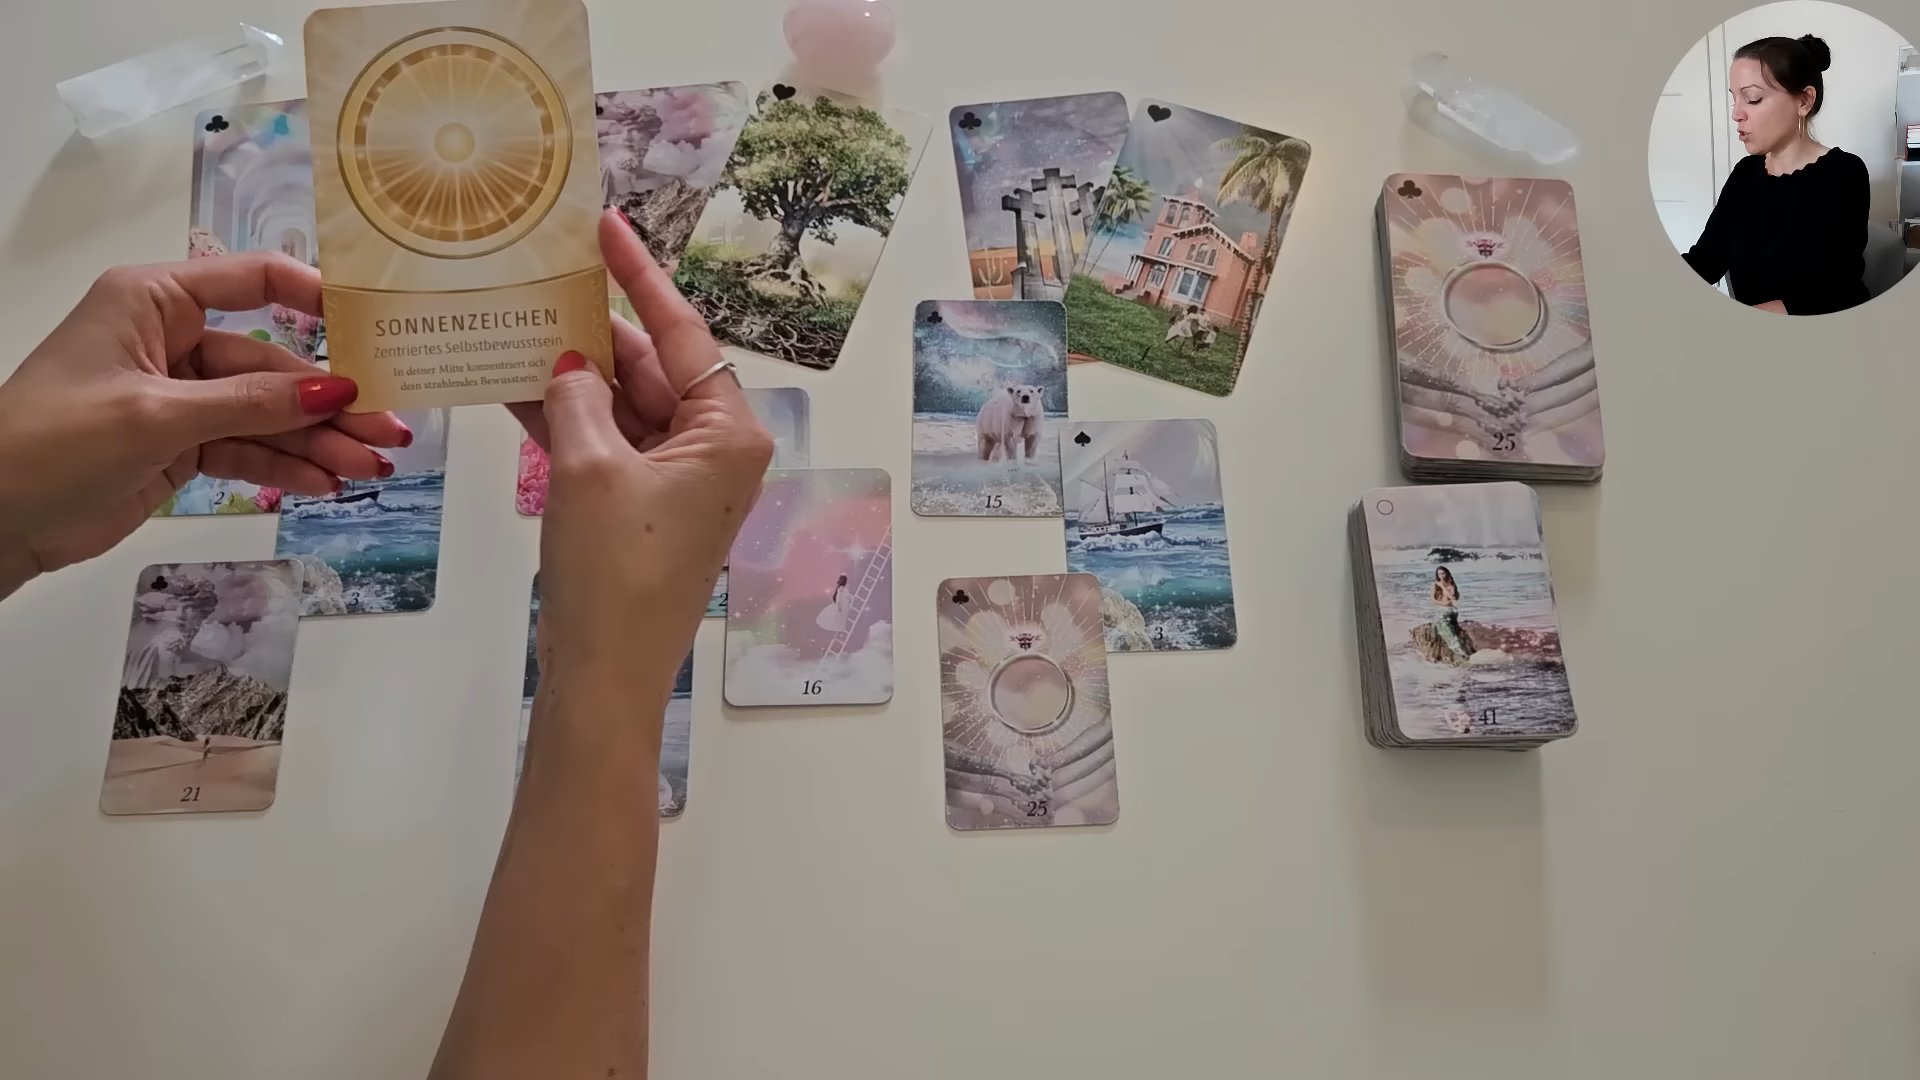 SONNENZEICHEN
Zentriertes Selbstbewusstsein
In deiner Mitte konzentriert sich
dein strahlendes Bewusstsein.
2
3
21
2
16
15
3
25
25
41